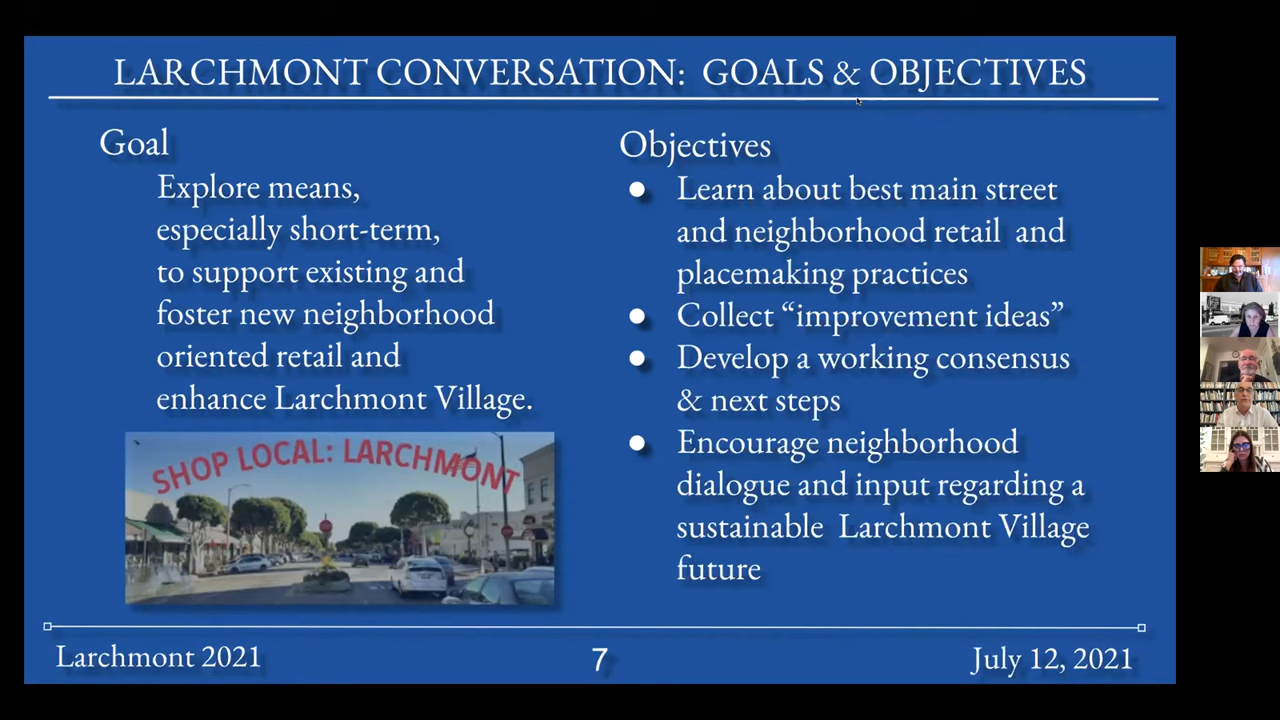 LARCHMONT CONVERSATION: GOALS & OBJECTIVES
Goal
Explore means,
especially short-term,
to support existing and
foster new neighborhood
oriented retail and
enhance Larchmont Village.
SHOP LOCAL: LARCHMONT
Objectives
● Learn about best main street
and neighborhood retail and
placemaking practices
● Collect “improvement ideas”
● Develop a working consensus
& next steps
● Encourage neighborhood
dialogue and input regarding a
sustainable Larchmont Village
future
Larchmont 2021
7
July 12, 2021